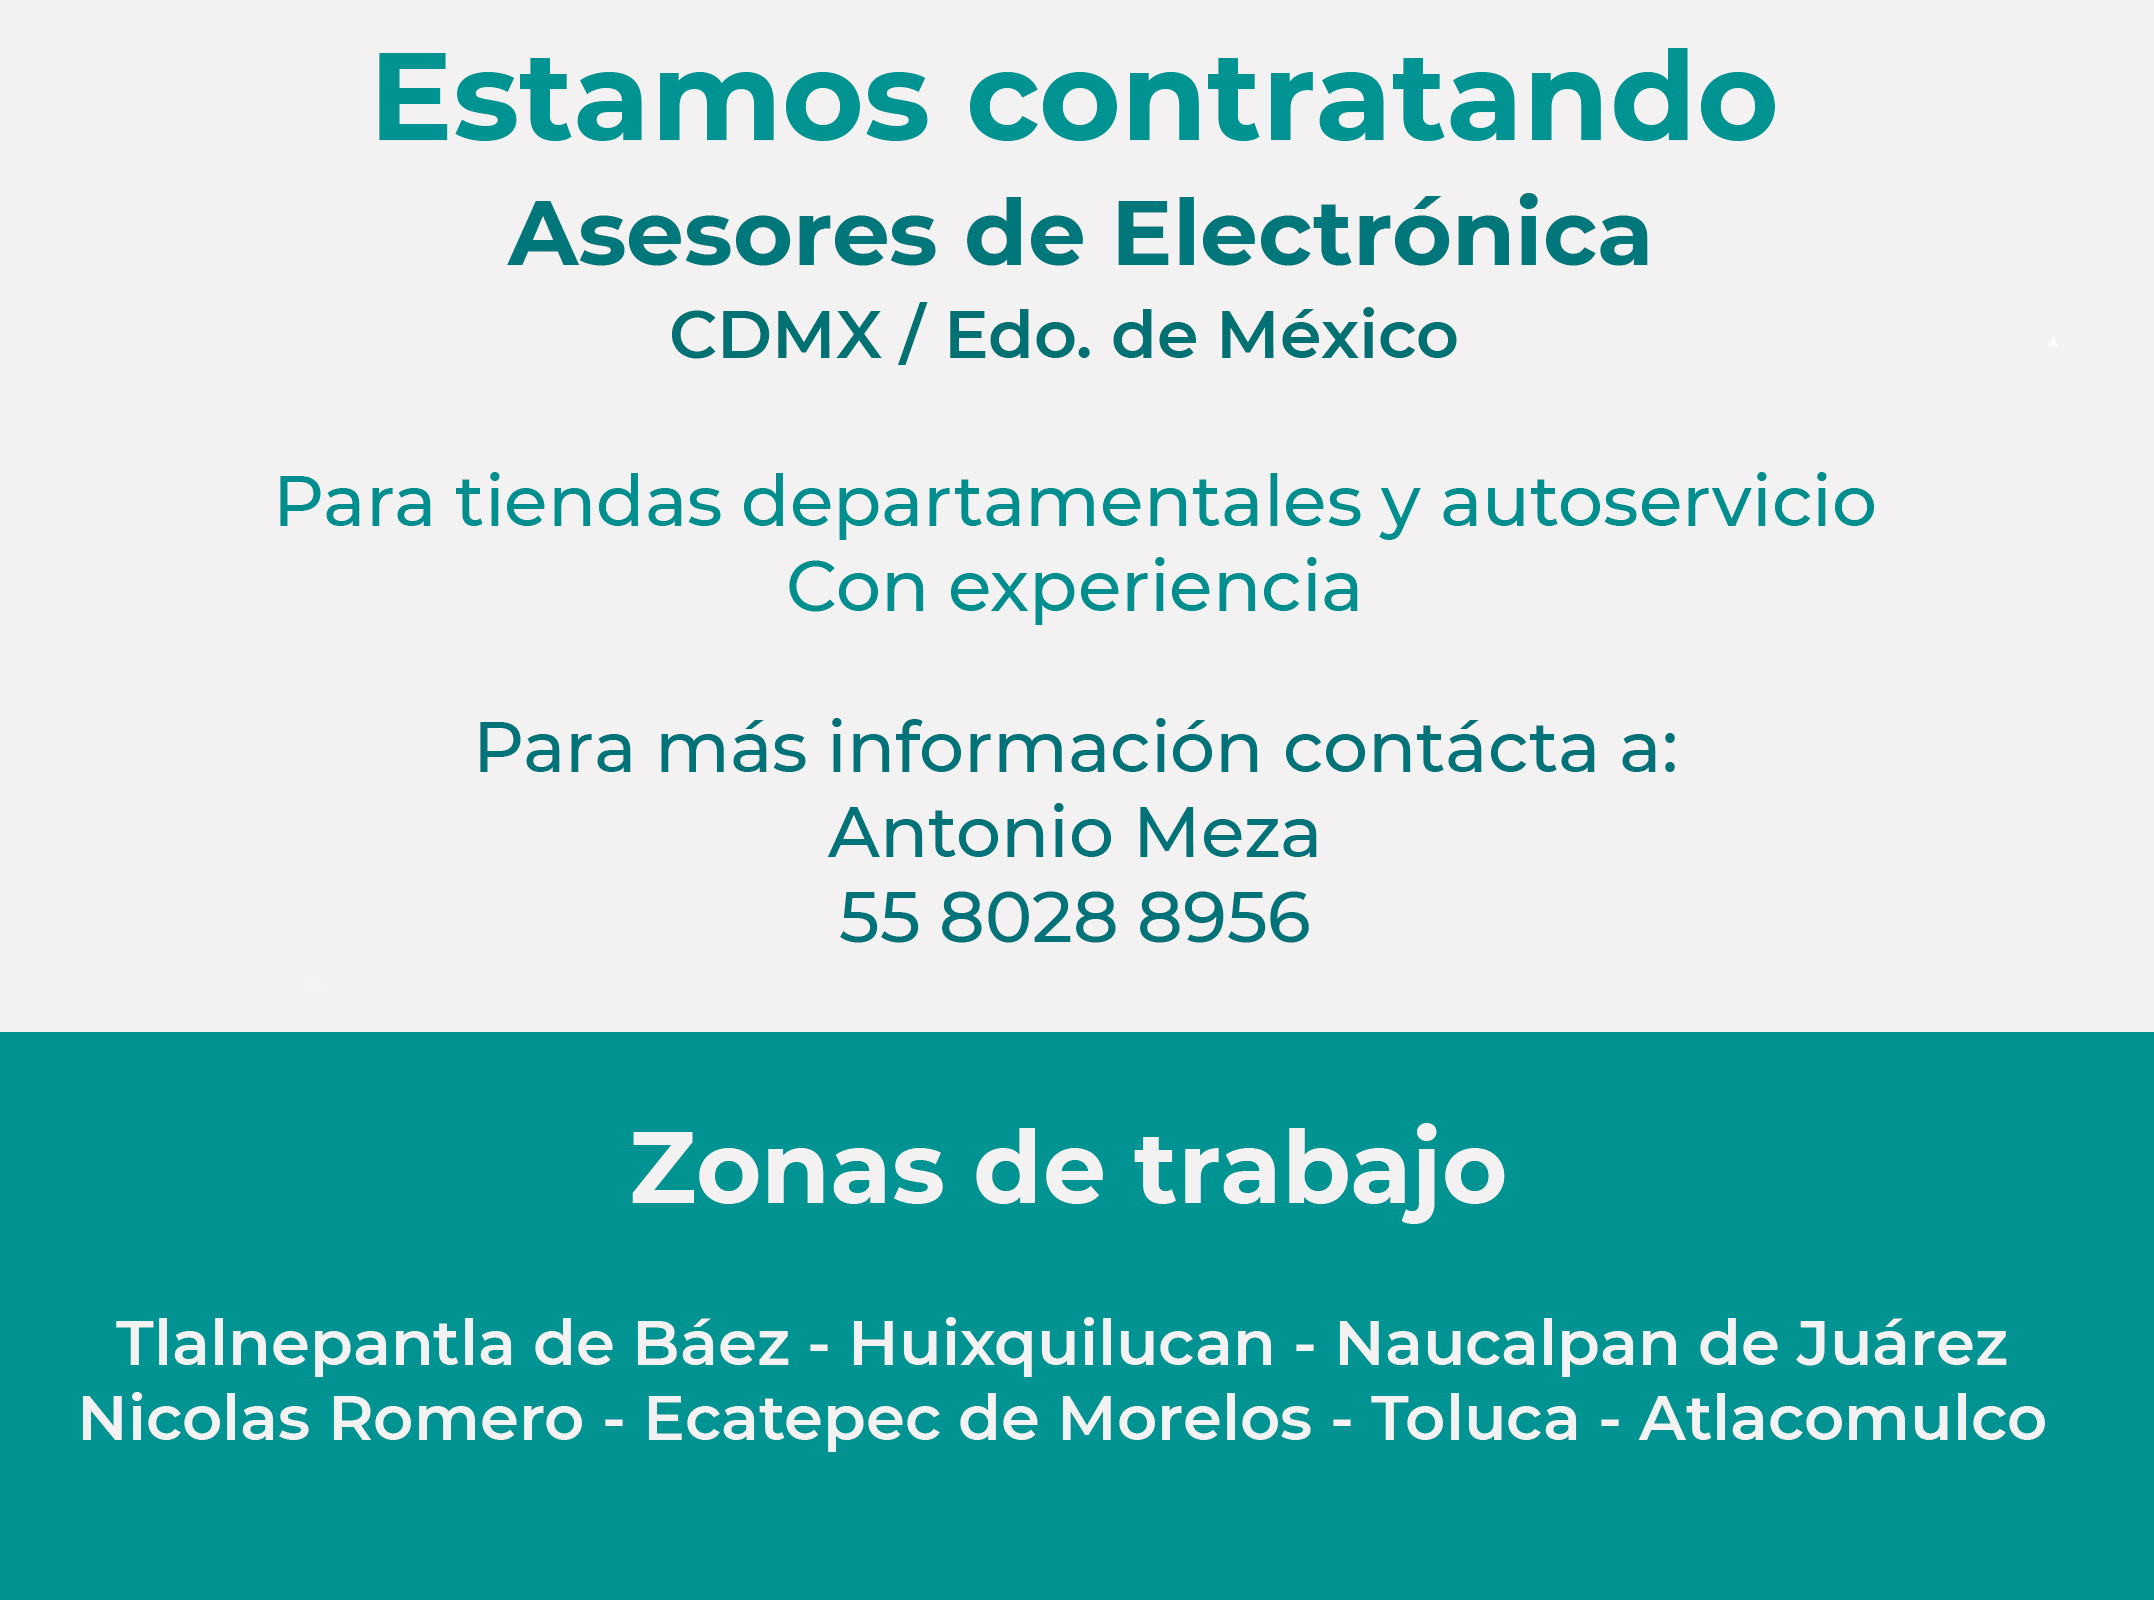 Estamos contratando
Asesores de Electrónica
CDMX / Edo. de México
Para tiendas departamentales y autoservicio
Con experiencia
Para más información contácta a:
Antonio Meza
55 8028 8956
Zonas de trabajo
Tlalnepantla de Báez - Huixquilucan - Naucalpan de Juárez
Nicolas Romero - Ecatepec de Morelos - Toluca - Atlacomulco